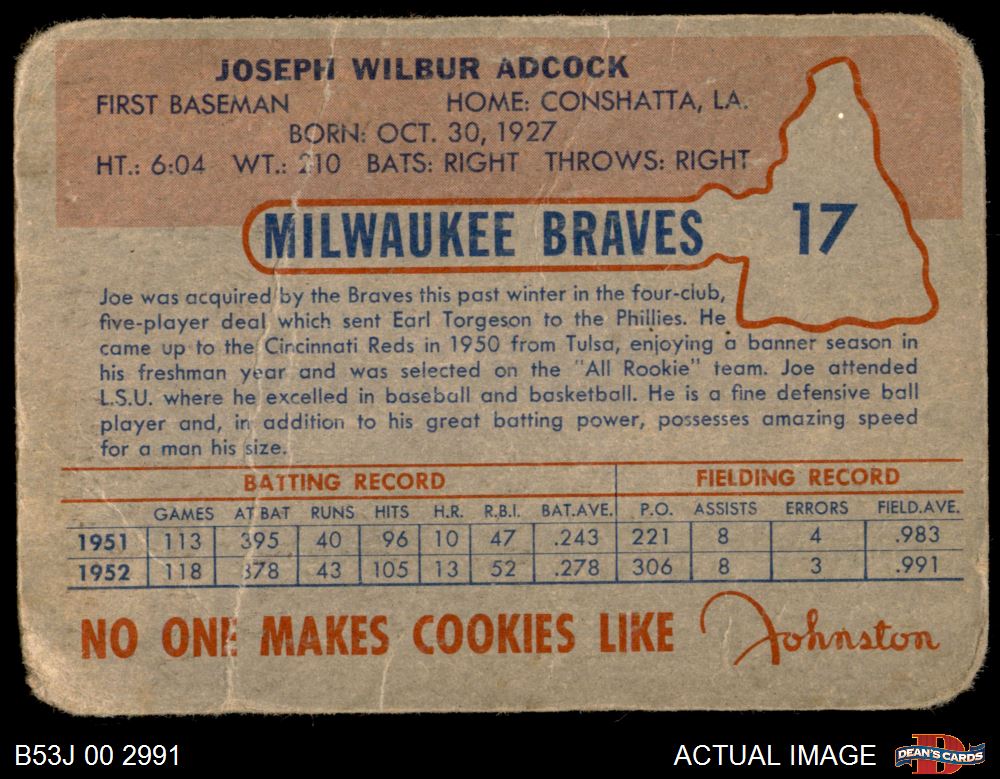 JOSEPH WILBUR ADCOCK
FIRST BASEMAN HOME: CONSHATTA, LA.
BORN: OCT. 30, 1927
HT.: 6:04 WT.: 210 BATS: RIGHT THROWS: RIGHT
MILWAUKEE BRAVES 17
Joe was acquired by the Braves this past winter in the four-club,
five-player deal which sent Earl Torgeson to the Phillies. He
came up to the Cincinnati Reds in 1950 from Tulsa, enjoying a banner season in
his freshman year and was selected on the "All Rookie" team. Joe attended
L.S.U. where he excelled in baseball and basketball. He is a fine defensive ball
player and, in addition to his great batting power, possesses amazing speed
for a man his size.
BATTING RECORD FIELDING RECORD
GAMES AT BAT RUNS HITS H.R. R.B.I. BAT.AVE. P.O. ASSISTS ERRORS FIELD.AVE.
1951 113 395 40 96 10 47 .243 221 8 4 .983
1952 118 378 43 105 13 52 .278 306 8 3 .991
NO ONE MAKES COOKIES LIKE Johnston
B53J 00 2991 ACTUAL IMAGE DEAN'S CARDS